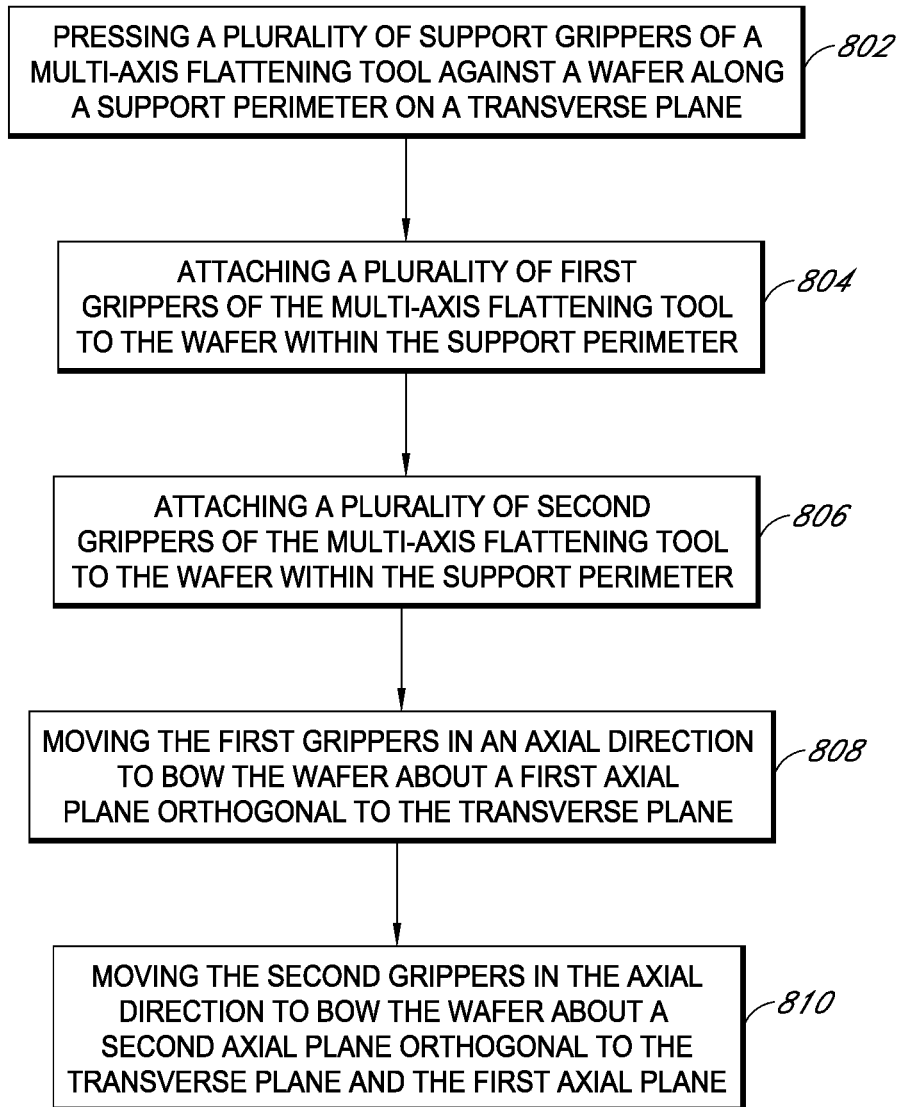 PRESSING A PLURALITY OF SUPPORT GRIPPERS OF A
MULTI-AXIS FLATTENING TOOL AGAINST A WAFER ALONG
A SUPPORT PERIMETER ON A TRANSVERSE PLANE
802
ATTACHING A PLURALITY OF FIRST
GRIPPERS OF THE MULTI-AXIS FLATTENING TOOL
TO THE WAFER WITHIN THE SUPPORT PERIMETER
804
ATTACHING A PLURALITY OF SECOND
GRIPPERS OF THE MULTI-AXIS FLATTENING TOOL
TO THE WAFER WITHIN THE SUPPORT PERIMETER
806
MOVING THE FIRST GRIPPERS IN AN AXIAL DIRECTION
TO BOW THE WAFER ABOUT A FIRST AXIAL
PLANE ORTHOGONAL TO THE TRANSVERSE PLANE
808
MOVING THE SECOND GRIPPERS IN THE AXIAL
DIRECTION TO BOW THE WAFER ABOUT A
SECOND AXIAL PLANE ORTHOGONAL TO THE
TRANSVERSE PLANE AND THE FIRST AXIAL PLANE
810